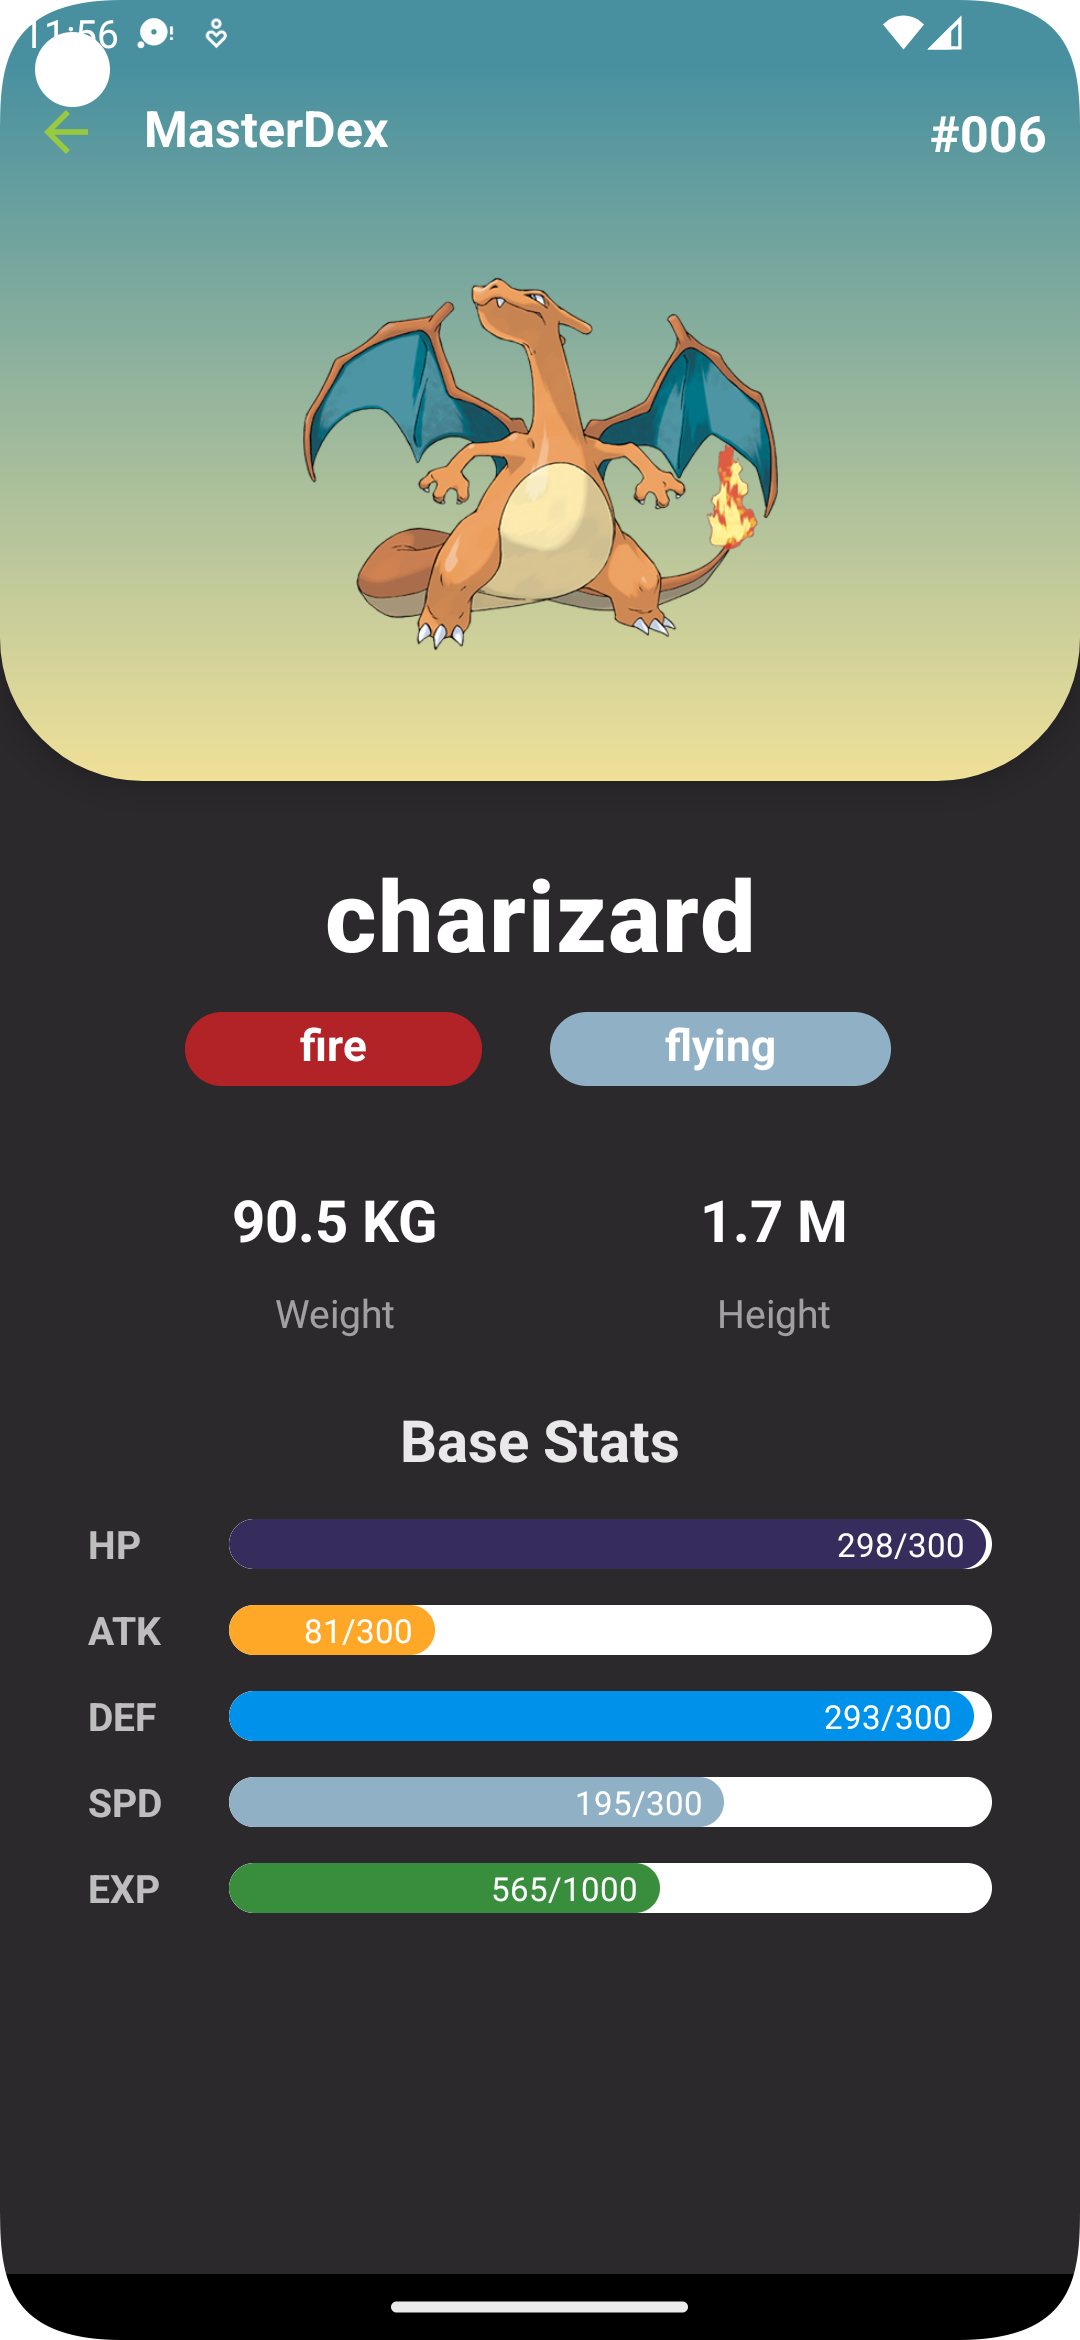 11:56
MasterDex
#006
charizard
fire flying
90.5 KG 1.7 M
Weight Height
Base Stats
HP 298/300
ATK 81/300
DEF 293/300
SPD 195/300
EXP 565/1000